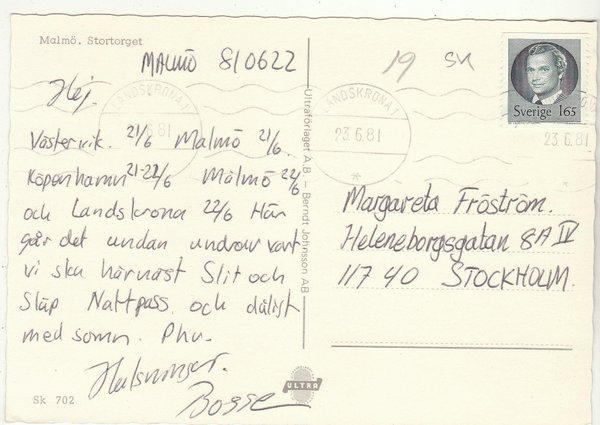 Malmö. Stortorget
MALMÖ 810622
Hej.
Västervik. 21/6 Malmö 21/6.
Köpenhamn 21-22/6 Malmö 22/6
och Landskrona 22/6 Här
går det undan undrar vart
vi ska härnäst Slit och
Släp Nattpass och dåligt
med sömn. Phu.
Hälsningar.
Bosse
Sk 702
ULTRA
Ultraförlaget A.B. — Berndt Johnsson AB
19
SM
LANDSKRONA 1
23.6.81
LANDSKRONA 1
23.6.81
Sverige 165
Margareta Fröström.
Heleneborgsgatan 8A IV
117 40 STOCKHOLM.